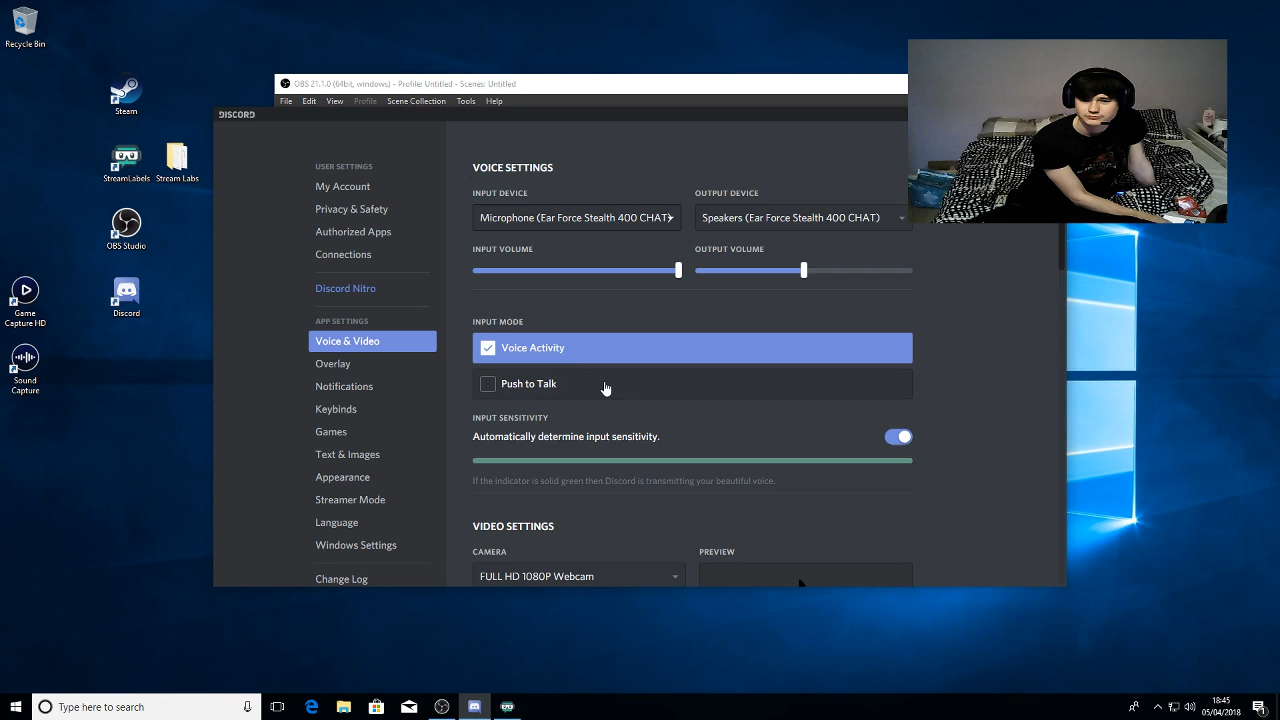 Recycle Bin
Steam
StreamLabels
Stream Labs
OBS Studio
Game
Capture HD
Discord
Sound
Capture
OBS 21.1.0 (64bit, windows) - Profile: Untitled - Scenes: Untitled
File Edit View Profile Scene Collection Tools Help
DISCORD
USER SETTINGS
My Account
Privacy & Safety
Authorized Apps
Connections
Discord Nitro
APP SETTINGS
Voice & Video
Overlay
Notifications
Keybinds
Games
Text & Images
Appearance
Streamer Mode
Language
Windows Settings
Change Log
VOICE SETTINGS
INPUT DEVICE
Microphone (Ear Force Stealth 400 CHAT)
OUTPUT DEVICE
Speakers (Ear Force Stealth 400 CHAT)
INPUT VOLUME
OUTPUT VOLUME
INPUT MODE
Voice Activity
Push to Talk
INPUT SENSITIVITY
Automatically determine input sensitivity.
If the indicator is solid green then Discord is transmitting your beautiful voice.
VIDEO SETTINGS
CAMERA
FULL HD 1080P Webcam
PREVIEW
Type here to search
18:45
05/04/2018